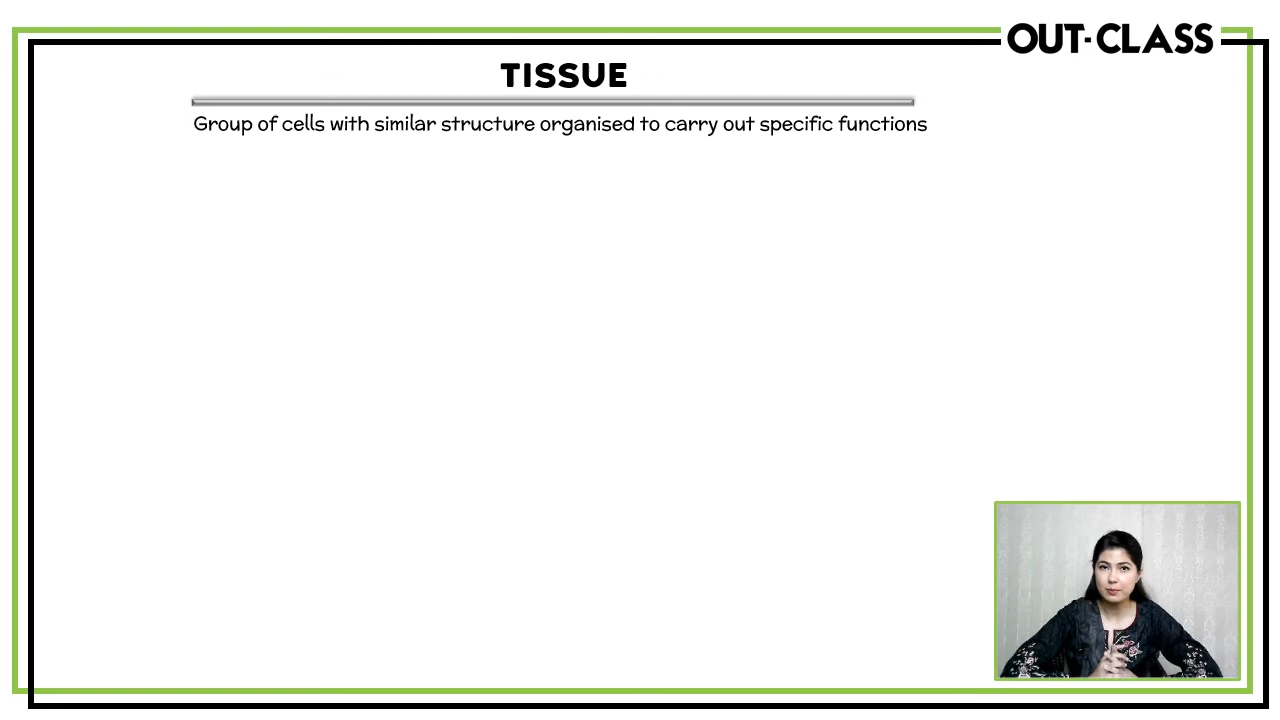 OUT-CLASS
TISSUE
Group of cells with similar structure organised to carry out specific functions